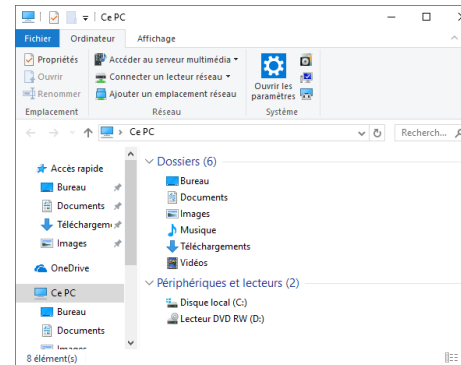 Ce PC
Fichier Ordinateur Affichage
Propriétés
Ouvrir
Renommer
Accéder au serveur multimédia
Connecter un lecteur réseau
Ajouter un emplacement réseau
Ouvrir les
paramètres
Emplacement Réseau Système
Ce PC
Recherch...
Accès rapide
Bureau
Documents
Téléchargem
Images
OneDrive
Ce PC
Bureau
Documents
Images
Dossiers (6)
Bureau
Documents
Images
Musique
Téléchargements
Vidéos
Périphériques et lecteurs (2)
Disque local (C:)
Lecteur DVD RW (D:)
8 élément(s)